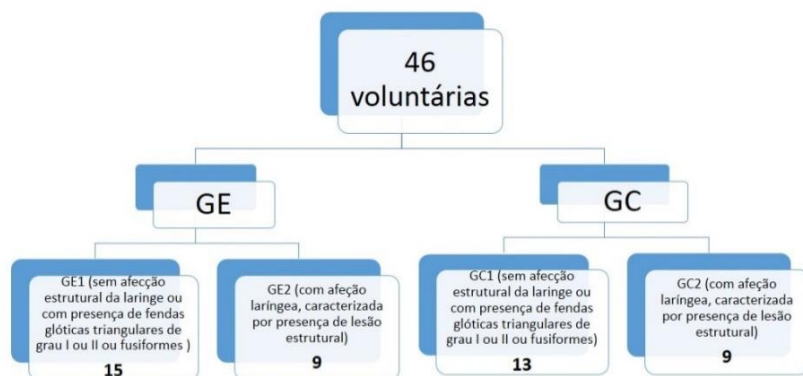 46
voluntárias
GE
GC
GE1 (sem afecção
estrutural da laringe ou
com presença de fendas
glóticas triangulares de
grau I ou II ou fusiformes )
15
GE2 (com afeção
laríngea, caracterizada
por presença de lesão
estrutural)
9
GC1 (sem afecção
estrutural da laringe ou
com presença de fendas
glóticas triangulares de
grau I ou II ou fusiformes)
13
GC2 (com afeção
laríngea, caracterizada
por presença de lesão
estrutural)
9